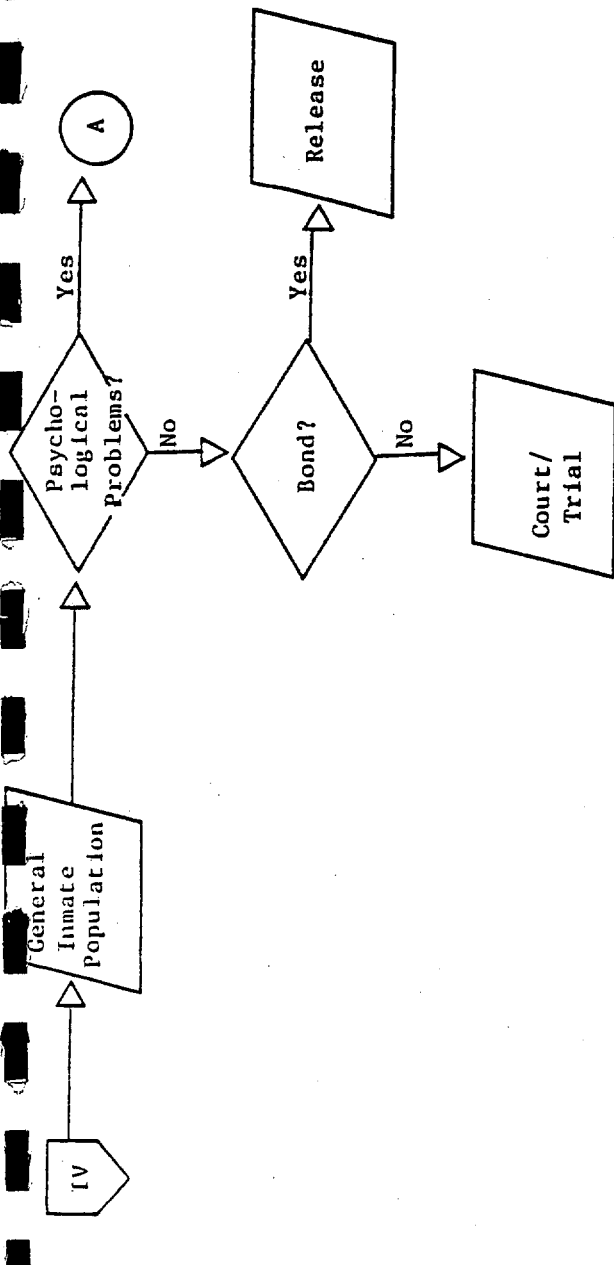 IV
General
Inmate
Population
Psycho-
logical
Problems?
Yes
A
No
Bond?
Yes
Release
No
Court/
Trial